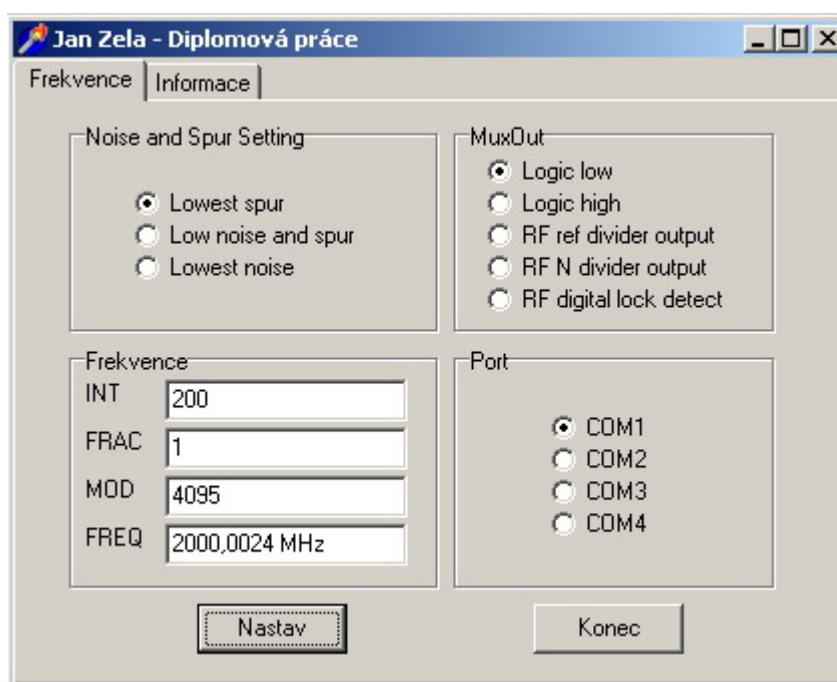 Jan Zela - Diplomová práce
Frekvence
Informace
Noise and Spur Setting
Lowest spur
Low noise and spur
Lowest noise
MuxOut
Logic low
Logic high
RF ref divider output
RF N divider output
RF digital lock detect
Frekvence
INT 200
FRAC 1
MOD 4095
FREQ 2000,0024 MHz
Port
COM1
COM2
COM3
COM4
Nastav
Konec